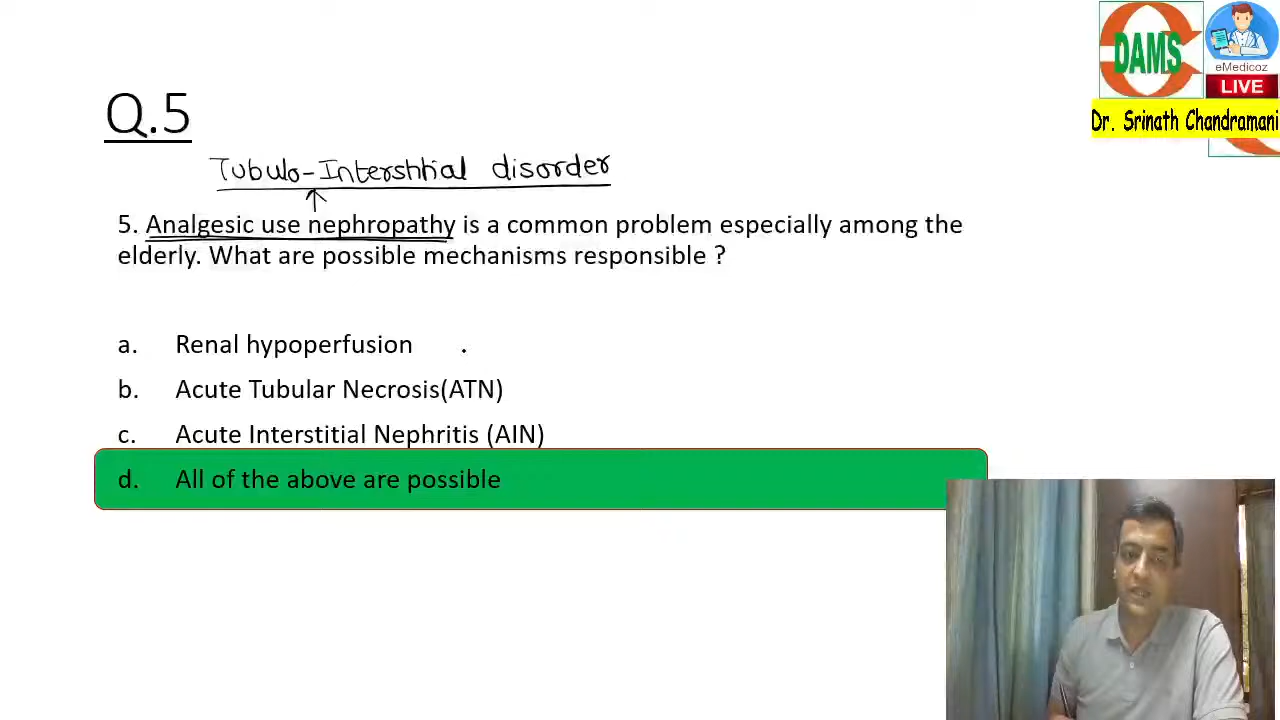 DAMS
eMedicoz
LIVE
Dr. Srinath Chandramani
Q.5
Tubulo-Interstitial disorder
5. Analgesic use nephropathy is a common problem especially among the
elderly. What are possible mechanisms responsible ?
a. Renal hypoperfusion
b. Acute Tubular Necrosis(ATN)
c. Acute Interstitial Nephritis (AIN)
d. All of the above are possible